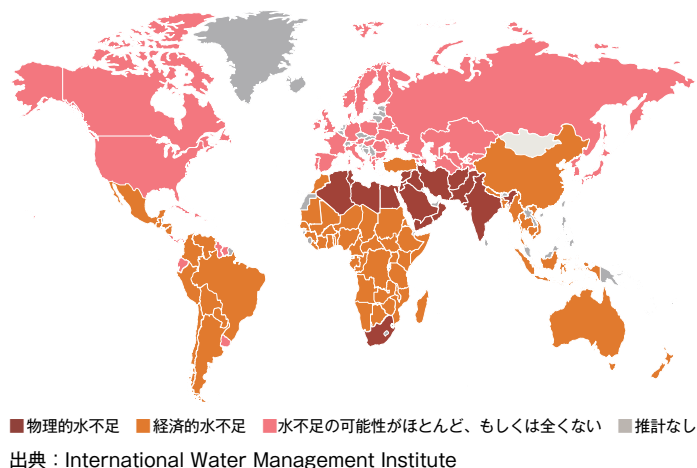 物理的水不足 経済的水不足 水不足の可能性がほとんど、もしくは全くない 推計なし
出典：International Water Management Institute